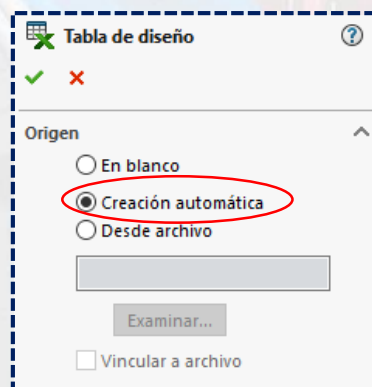 Tabla de diseño
Origen
En blanco
Creación automática
Desde archivo
Examinar...
Vincular a archivo